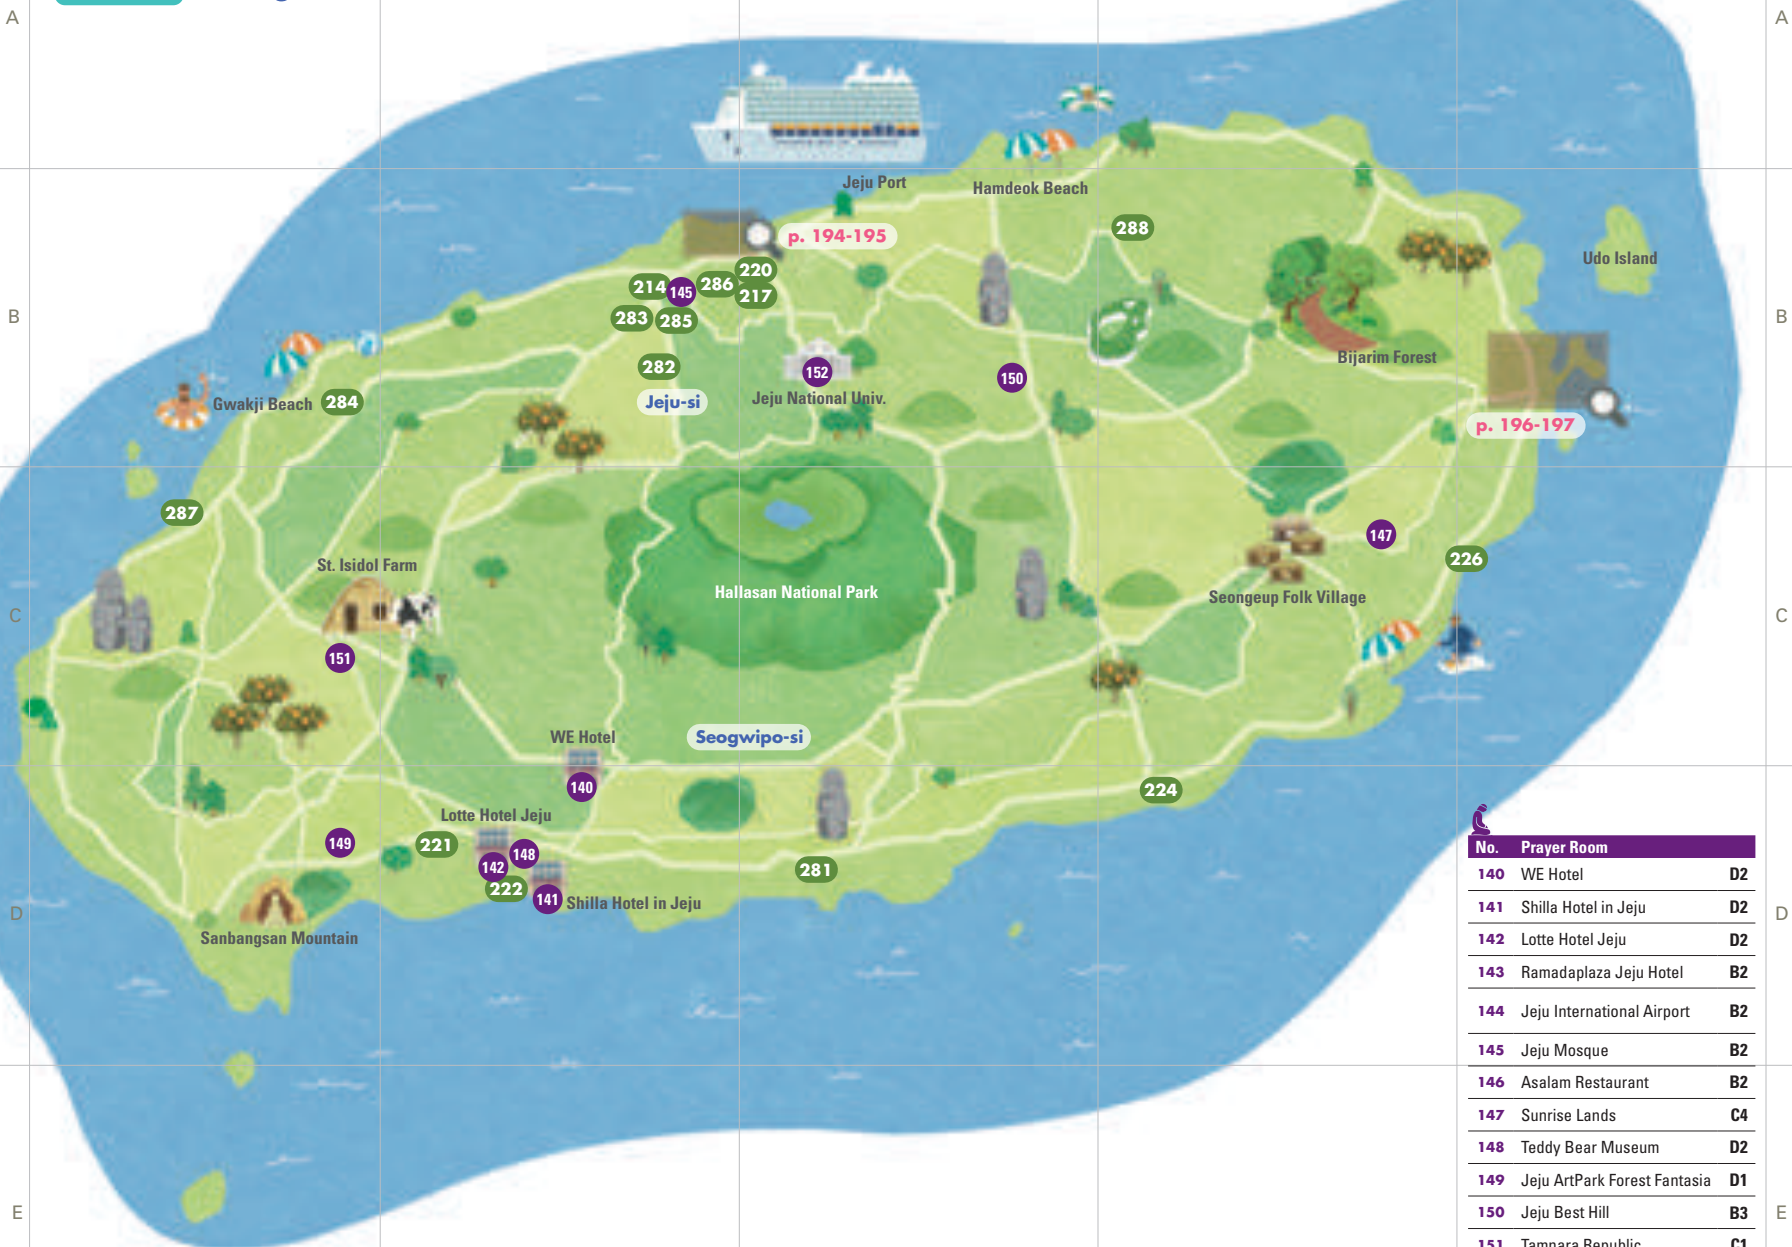 A
A
Jeju Port
Hamdeok Beach
p. 194-195
288
Udo Island
220
214
145
286
217
B
B
283
285
Bijarim Forest
282
152
150
Jeju-si
Jeju National Univ.
Gwakji Beach
284
p. 196-197
287
147
226
St. Isidol Farm
Hallasan National Park
Seongeup Folk Village
C
C
151
WE Hotel
Seogwipo-si
140
224
Lotte Hotel Jeju
149
221
148
142
281
222
141
Shilla Hotel in Jeju
D
D
Sanbangsan Mountain
No. Prayer Room
140 WE Hotel D2
141 Shilla Hotel in Jeju D2
142 Lotte Hotel Jeju D2
143 Ramadaplaza Jeju Hotel B2
144 Jeju International Airport B2
145 Jeju Mosque B2
146 Asalam Restaurant B2
147 Sunrise Lands C4
148 Teddy Bear Museum D2
149 Jeju ArtPark Forest Fantasia D1
150 Jeju Best Hill B3
151 Tamnara Republic C1
E
E